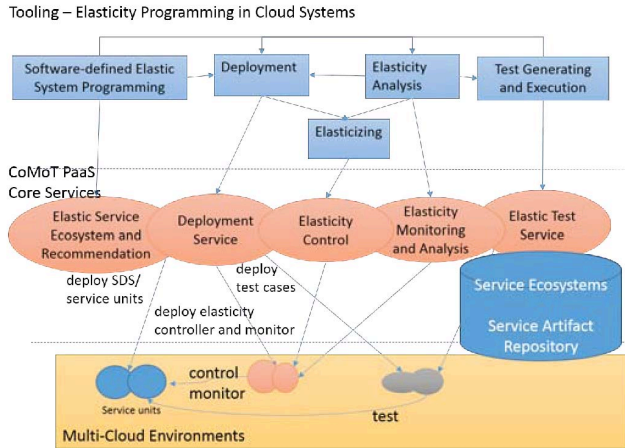 Tooling – Elasticity Programming in Cloud Systems
Software-defined Elastic
System Programming
Deployment
Elasticity
Analysis
Test Generating
and Execution
Elasticizing
CoMoT PaaS
Core Services
Elastic Service
Ecosystem and
Recommendation
Deployment
Service
Elasticity
Control
Elasticity
Monitoring
and Analysis
Elastic Test
Service
deploy SDS/
service units
deploy
test cases
deploy elasticity
controller and monitor
Service Ecosystems
Service Artifact
Repository
control
monitor
Service units
test
Multi-Cloud Environments